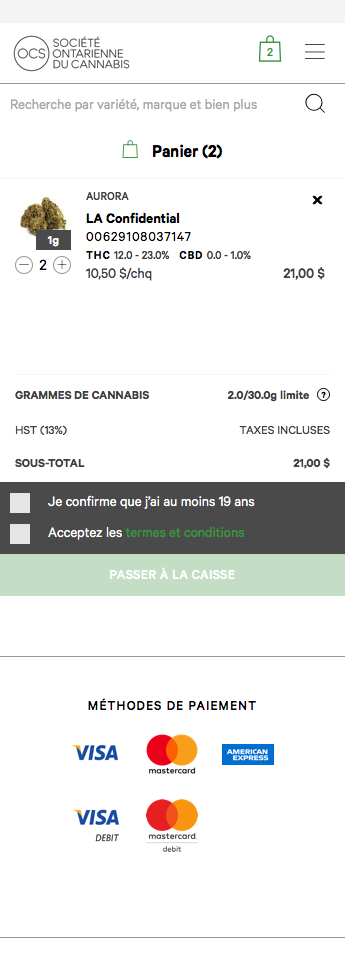 OCS
SOCIÉTÉ
ONTARIENNE
DU CANNABIS
2
Recherche par variété, marque et bien plus
Panier (2)
AURORA
LA Confidential
00629108037147
THC 12.0 - 23.0% CBD 0.0 - 1.0%
1g
2
10,50 $/chq
21,00 $
GRAMMES DE CANNABIS 2.0/30.0g limite ?
HST (13%) TAXES INCLUSES
SOUS-TOTAL 21,00 $
Je confirme que j'ai au moins 19 ans
Acceptez les termes et conditions
PASSER À LA CAISSE
MÉTHODES DE PAIEMENT
VISA
mastercard
AMERICAN
EXPRESS
VISA
DEBIT
mastercard.
debit